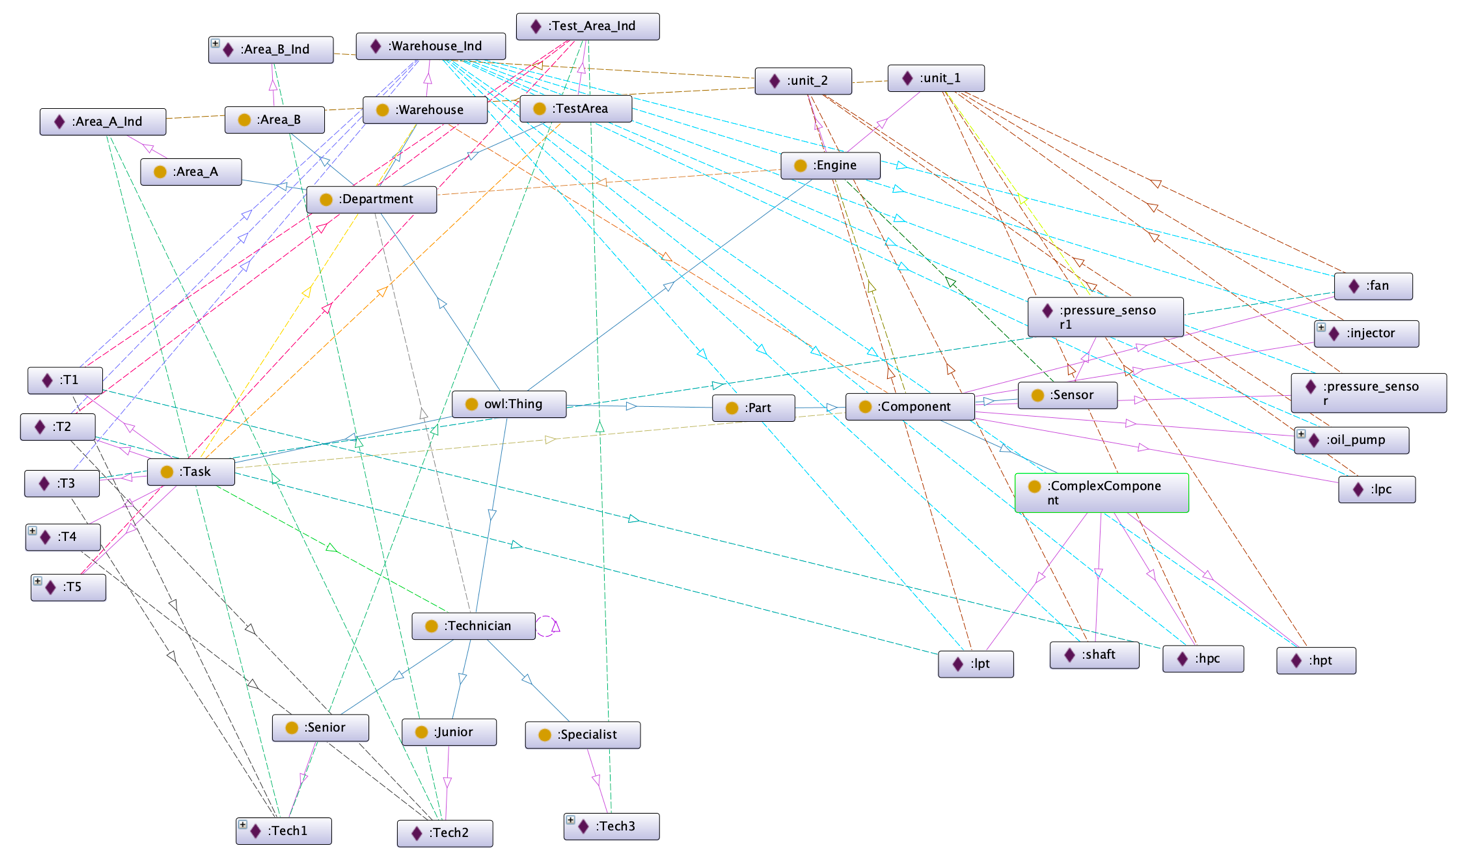 :Test_Area_Ind
:Area_B_Ind
:Warehouse_Ind
:unit_2
:unit_1
:Area_A_Ind
:Area_B
:Warehouse
:TestArea
:Area_A
:Engine
:Department
:fan
:pressure_senso
r1
:injector
:T1
owl:Thing
:Part
:Component
:Sensor
:pressure_senso
r
:T2
:oil_pump
:Task
:T3
:lpc
:ComplexCompone
nt
:T4
:T5
:Technician
:lpt
:shaft
:hpc
:hpt
:Senior
:Junior
:Specialist
:Tech1
:Tech2
:Tech3